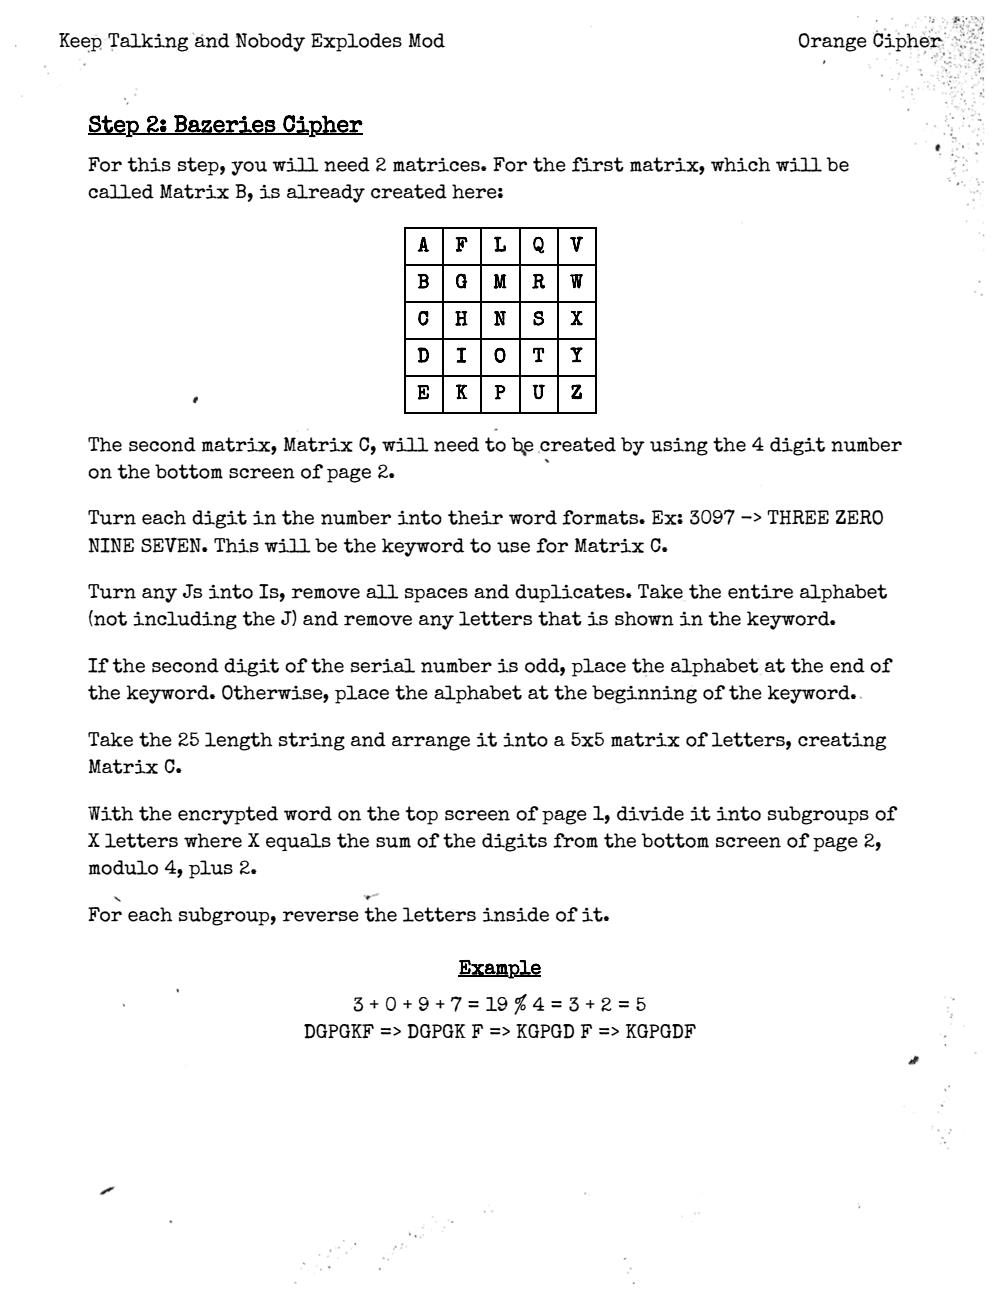 Keep Talking and Nobody Explodes Mod Orange Cipher
Step 2: Bazeries Cipher
For this step, you will need 2 matrices. For the first matrix, which will be
called Matrix B, is already created here:
A F L Q V
B G M R W
C H N S X
D I O T Y
E K P U Z
The second matrix, Matrix C, will need to be created by using the 4 digit number
on the bottom screen of page 2.
Turn each digit in the number into their word formats. Ex: 3097 -> THREE ZERO
NINE SEVEN. This will be the keyword to use for Matrix C.
Turn any Js into Is, remove all spaces and duplicates. Take the entire alphabet
(not including the J) and remove any letters that is shown in the keyword.
If the second digit of the serial number is odd, place the alphabet at the end of
the keyword. Otherwise, place the alphabet at the beginning of the keyword.
Take the 25 length string and arrange it into a 5x5 matrix of letters, creating
Matrix C.
With the encrypted word on the top screen of page 1, divide it into subgroups of
X letters where X equals the sum of the digits from the bottom screen of page 2,
modulo 4, plus 2.
For each subgroup, reverse the letters inside of it.
Example
3 + 0 + 9 + 7 = 19 % 4 = 3 + 2 = 5
DGPGKF => DGPGK F => KGPGD F => KGPGDF